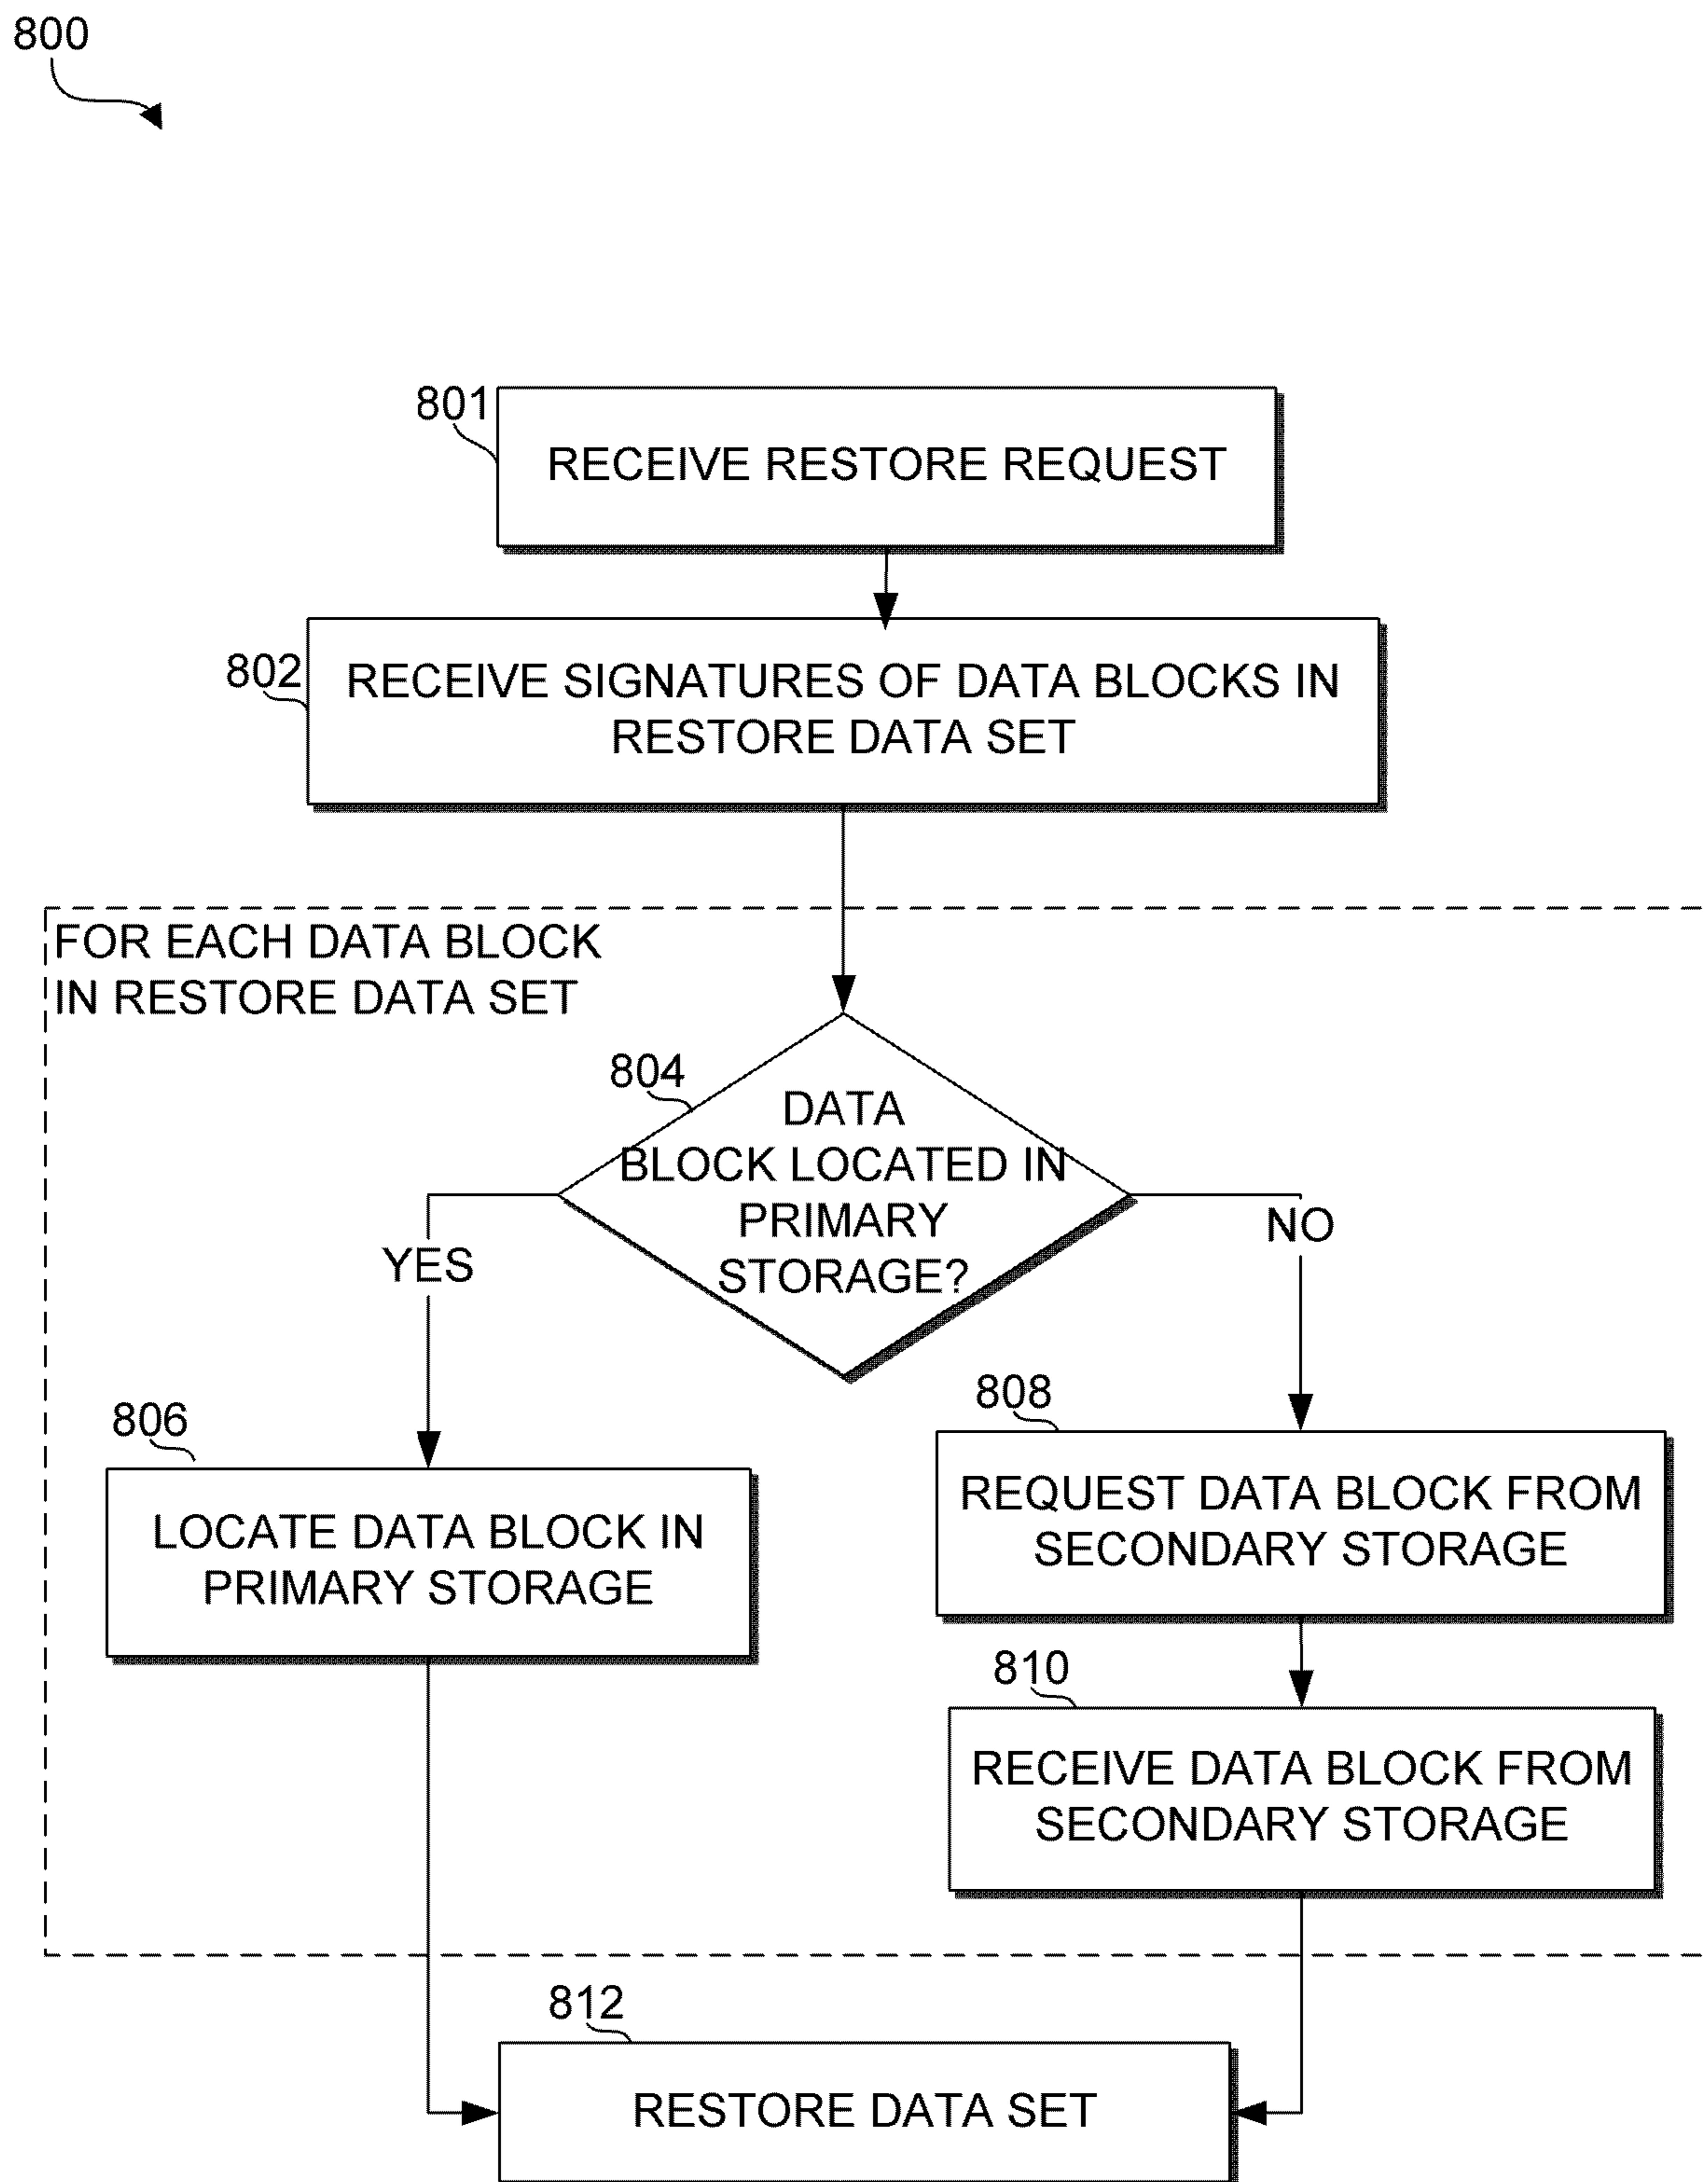 800
801
RECEIVE RESTORE REQUEST
802
RECEIVE SIGNATURES OF DATA BLOCKS IN
RESTORE DATA SET
FOR EACH DATA BLOCK
IN RESTORE DATA SET
804
DATA
BLOCK LOCATED IN
PRIMARY
STORAGE?
YES
NO
806
LOCATE DATA BLOCK IN
PRIMARY STORAGE
808
REQUEST DATA BLOCK FROM
SECONDARY STORAGE
810
RECEIVE DATA BLOCK FROM
SECONDARY STORAGE
812
RESTORE DATA SET